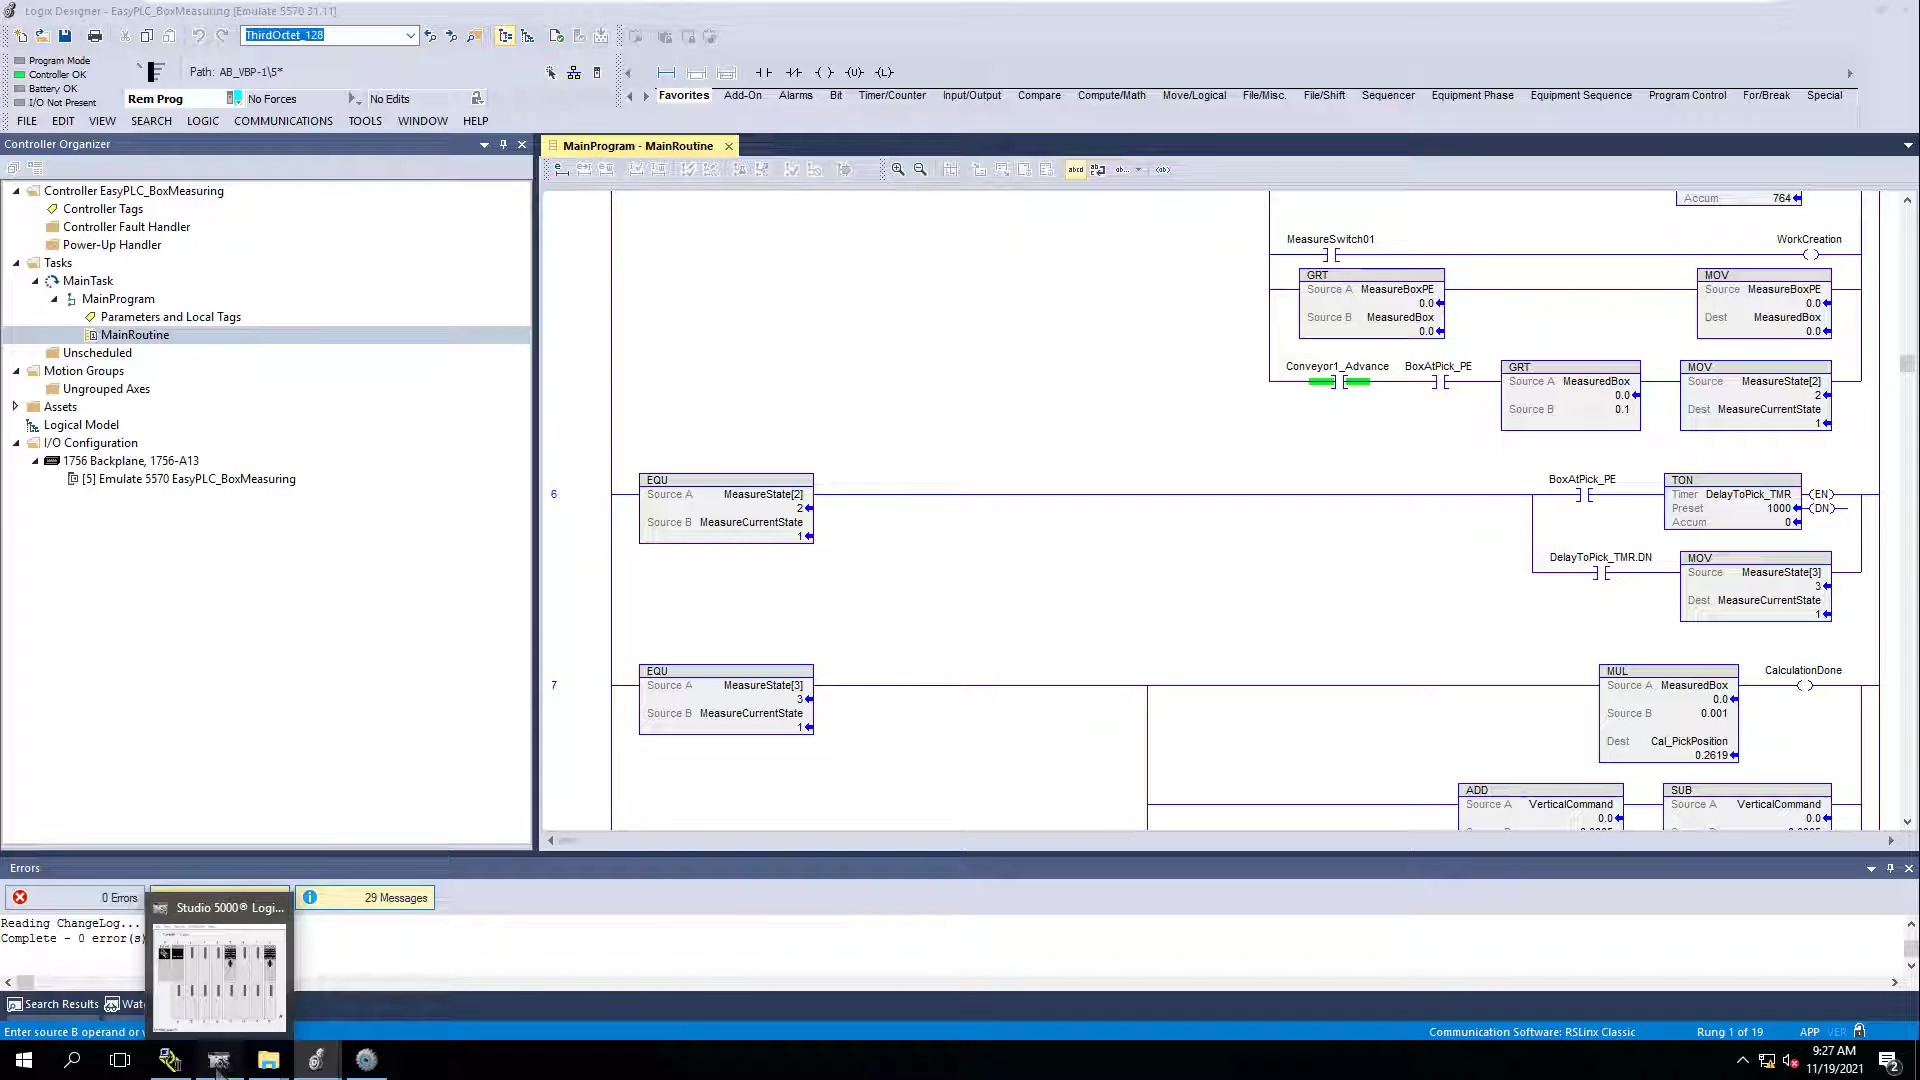 Logix Designer - EasyPLC_BoxMeasuring [Emulate 5570 31.11]
ThirdOctet_128
Program Mode
Controller OK
Battery OK
I/O Not Present
Path: AB_VBP-1\5*
Rem Prog
No Forces
No Edits
Favorites Add-On Alarms Bit Timer/Counter Input/Output Compare Compute/Math Move/Logical File/Misc. File/Shift Sequencer Equipment Phase Equipment Sequence Program Control For/Break Special
FILE EDIT VIEW SEARCH LOGIC COMMUNICATIONS TOOLS WINDOW HELP
Controller Organizer
Controller EasyPLC_BoxMeasuring
Controller Tags
Controller Fault Handler
Power-Up Handler
Tasks
MainTask
MainProgram
Parameters and Local Tags
MainRoutine
Unscheduled
Motion Groups
Ungrouped Axes
Assets
Logical Model
I/O Configuration
1756 Backplane, 1756-A13
[5] Emulate 5570 EasyPLC_BoxMeasuring
MainProgram - MainRoutine
Accum 764
MeasureSwitch01
WorkCreation
GRT
Source A MeasureBoxPE
0.0
Source B MeasuredBox
0.0
MOV
Source MeasureBoxPE
0.0
Dest MeasuredBox
0.0
Conveyor1_Advance
BoxAtPick_PE
GRT
Source A MeasuredBox
0.0
Source B 0.1
MOV
Source MeasureState[2]
2
Dest MeasureCurrentState
1
6
EQU
Source A MeasureState[2]
2
Source B MeasureCurrentState
1
BoxAtPick_PE
TON
Timer DelayToPick_TMR
Preset 1000
Accum 0
(EN)
(DN)
DelayToPick_TMR.DN
MOV
Source MeasureState[3]
3
Dest MeasureCurrentState
1
7
EQU
Source A MeasureState[3]
3
Source B MeasureCurrentState
1
MUL
Source A MeasuredBox
0.0
Source B 0.001
Dest Cal_PickPosition
0.2619
CalculationDone
ADD
Source A VerticalCommand
0.0
SUB
Source A VerticalCommand
0.0
Errors
0 Errors
29 Messages
Reading ChangeLog...
Complete - 0 error(s)
Studio 5000® Logi...
Search Results
Wat
Enter source B operand or
Communication Software: RSLinx Classic
Rung 1 of 19
APP VER
9:27 AM
11/19/2021
2